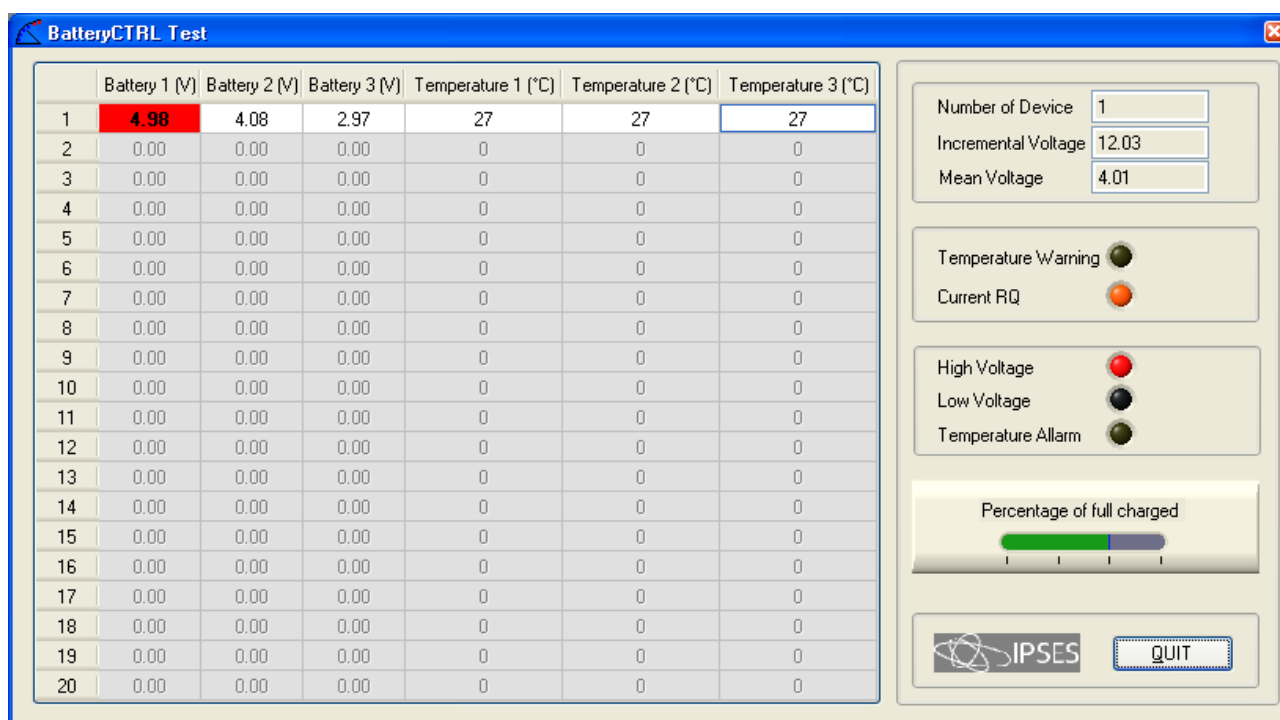 BatteryCTRL Test
Battery 1 (V) Battery 2 (V) Battery 3 (V) Temperature 1 (°C) Temperature 2 (°C) Temperature 3 (°C)
1 4.98 4.08 2.97 27 27 27
2 0.00 0.00 0.00 0 0 0
3 0.00 0.00 0.00 0 0 0
4 0.00 0.00 0.00 0 0 0
5 0.00 0.00 0.00 0 0 0
6 0.00 0.00 0.00 0 0 0
7 0.00 0.00 0.00 0 0 0
8 0.00 0.00 0.00 0 0 0
9 0.00 0.00 0.00 0 0 0
10 0.00 0.00 0.00 0 0 0
11 0.00 0.00 0.00 0 0 0
12 0.00 0.00 0.00 0 0 0
13 0.00 0.00 0.00 0 0 0
14 0.00 0.00 0.00 0 0 0
15 0.00 0.00 0.00 0 0 0
16 0.00 0.00 0.00 0 0 0
17 0.00 0.00 0.00 0 0 0
18 0.00 0.00 0.00 0 0 0
19 0.00 0.00 0.00 0 0 0
20 0.00 0.00 0.00 0 0 0
Number of Device 1
Incremental Voltage 12.03
Mean Voltage 4.01
Temperature Warning
Current RQ
High Voltage
Low Voltage
Temperature Allarm
Percentage of full charged
IPSES
QUIT